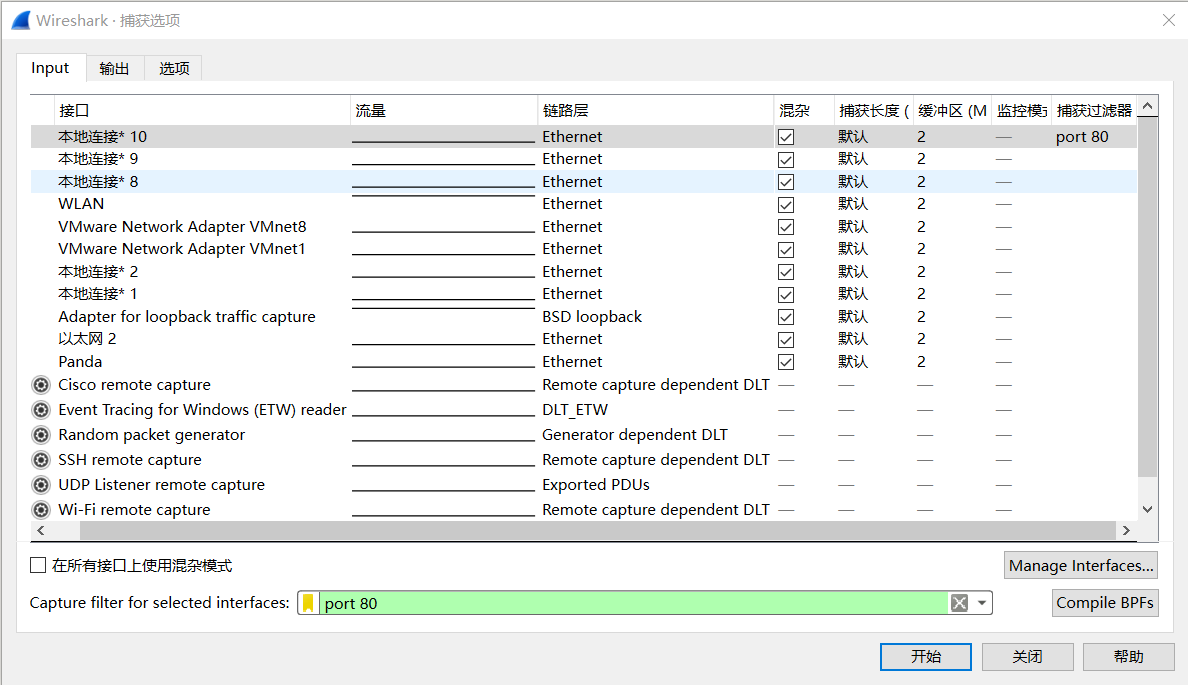 Wireshark · 捕获选项
Input 输出 选项
接口 流量 链路层 混杂 捕获长度 ( 缓冲区 (M 监控模式 捕获过滤器
本地连接* 10 Ethernet 默认 2 — port 80
本地连接* 9 Ethernet 默认 2 —
本地连接* 8 Ethernet 默认 2 —
WLAN Ethernet 默认 2 —
VMware Network Adapter VMnet8 Ethernet 默认 2 —
VMware Network Adapter VMnet1 Ethernet 默认 2 —
本地连接* 2 Ethernet 默认 2 —
本地连接* 1 Ethernet 默认 2 —
Adapter for loopback traffic capture BSD loopback 默认 2 —
以太网 2 Ethernet 默认 2 —
Panda Ethernet 默认 2 —
Cisco remote capture Remote capture dependent DLT — — — —
Event Tracing for Windows (ETW) reader DLT_ETW — — — —
Random packet generator Generator dependent DLT — — — —
SSH remote capture Remote capture dependent DLT — — — —
UDP Listener remote capture Exported PDUs — — — —
Wi-Fi remote capture Remote capture dependent DLT — — — —
在所有接口上使用混杂模式 Manage Interfaces...
Capture filter for selected interfaces: port 80 Compile BPFs
开始 关闭 帮助